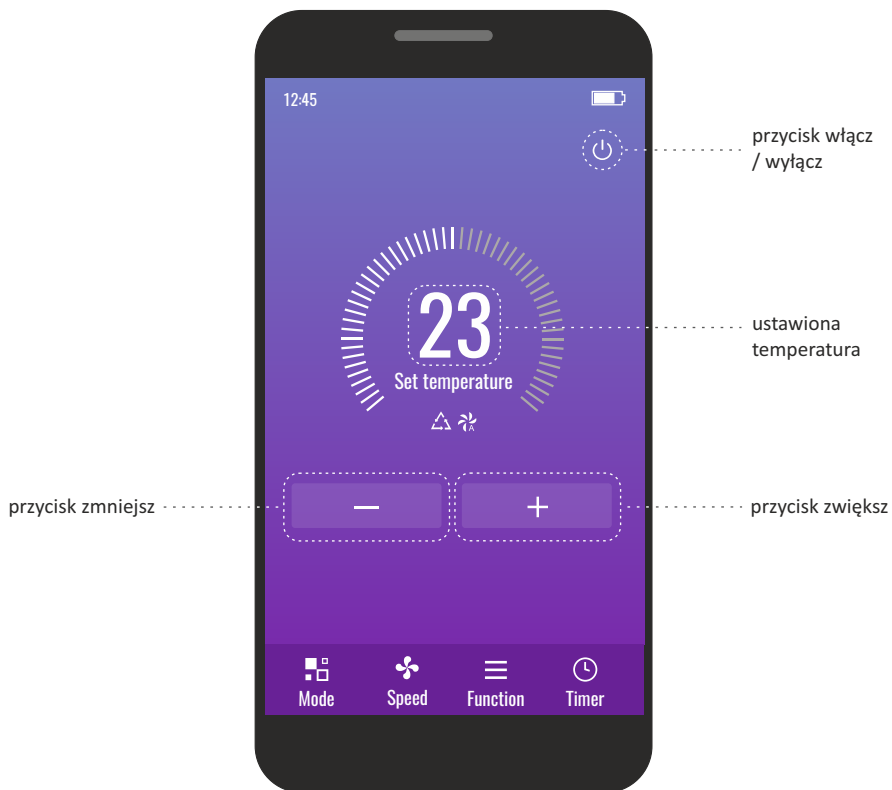 12:45
przycisk włącz
/ wyłącz
23
ustawiona
temperatura
Set temperature
A
przycisk zmniejsz
przycisk zwiększ
Mode
Speed
Function
Timer